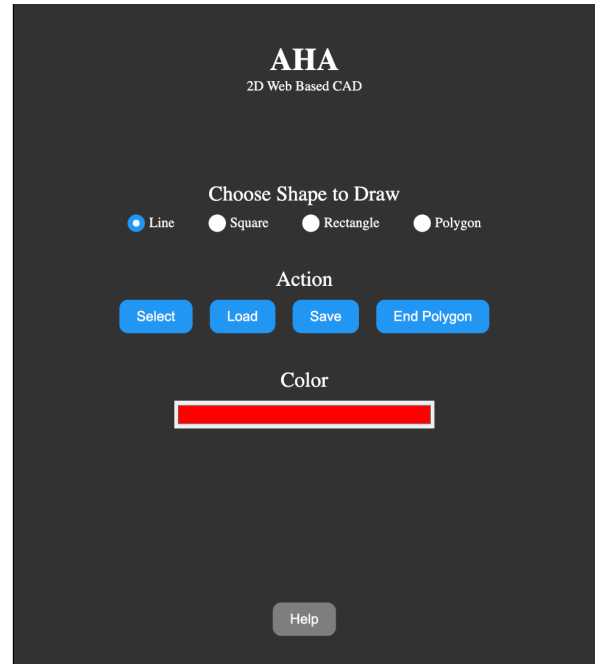 AHA
2D Web Based CAD
Choose Shape to Draw
Line Square Rectangle Polygon
Action
Select Load Save End Polygon
Color
Help